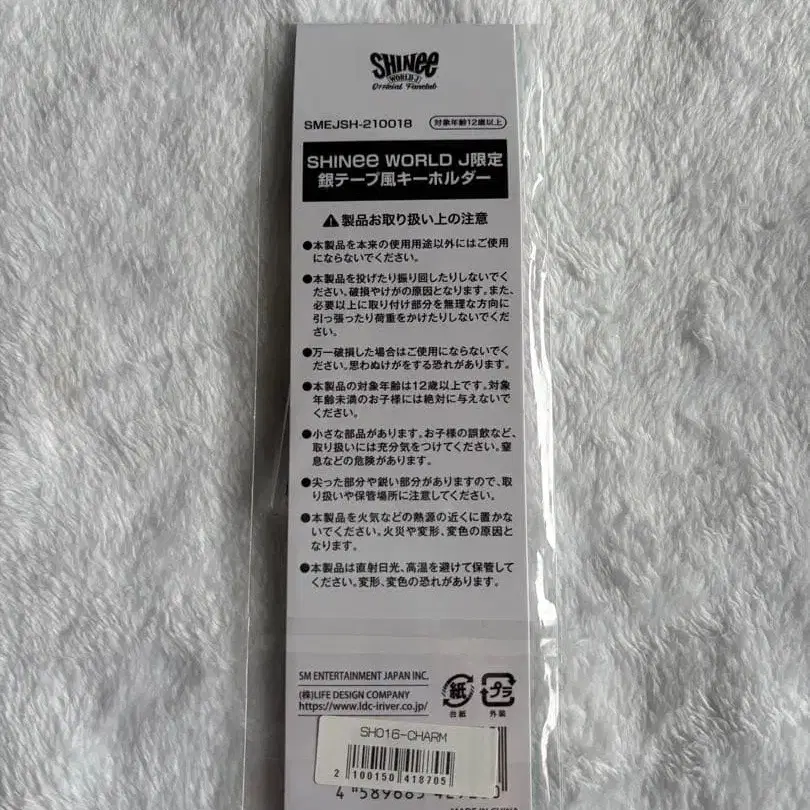 SHINee
WORLD J
Official Fanclub
SMEJSH-210018
対象年齢12歳以上
SHINee WORLD J限定
銀テープ風キーホルダー
⚠製品お取り扱い上の注意
●本製品を本来の使用用途以外にはご使用
にならないでください。
●本製品を投げたり振り回したりしないでく
ださい。破損やけがの原因となります。また、
必要以上に取り付け部分を無理な方向に
引っ張ったり荷重をかけたりしないでくだ
さい。
●万一破損した場合はご使用にならないでく
ださい。思わぬけがをする恐れがあります。
●本製品の対象年齢は12歳以上です。対象
年齢未満のお子様には絶対に与えないで
ください。
●小さな部品があります。お子様の誤飲など、
取り扱いには充分気をつけてください。窒
息などの危険があります。
●尖った部分や鋭い部分がありますので、取
り扱いや保管場所に注意してください。
●本製品を火気などの熱源の近くに置かな
いでください。火災や変形、変色の原因と
なります。
●本製品は直射日光、高温を避けて保管して
ください。変形、変色の恐れがあります。
SM ENTERTAINMENT JAPAN INC.
(株)LIFE DESIGN COMPANY
https://www.ldc-iriver.co.jp/
紙
台紙
プラ
外装
SH016-CHARM
2 100150 418705